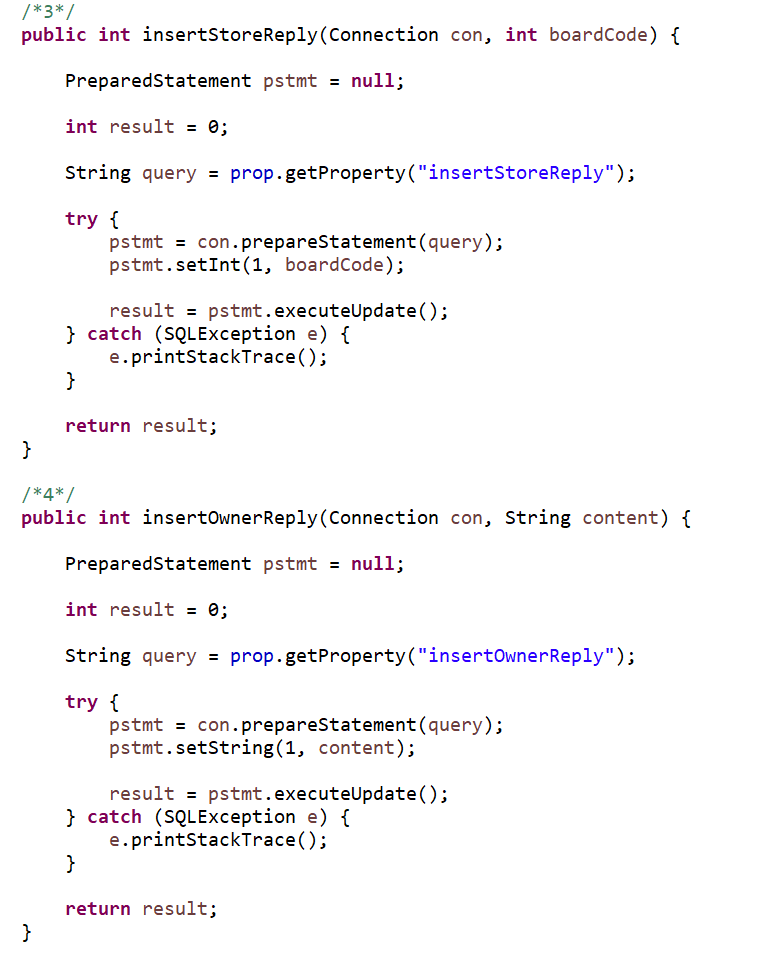 /*3*/
public int insertStoreReply(Connection con, int boardCode) {
    PreparedStatement pstmt = null;
    int result = 0;
    String query = prop.getProperty("insertStoreReply");
    try {
        pstmt = con.prepareStatement(query);
        pstmt.setInt(1, boardCode);
        result = pstmt.executeUpdate();
    } catch (SQLException e) {
        e.printStackTrace();
    }
    return result;
}
/*4*/
public int insertOwnerReply(Connection con, String content) {
    PreparedStatement pstmt = null;
    int result = 0;
    String query = prop.getProperty("insertOwnerReply");
    try {
        pstmt = con.prepareStatement(query);
        pstmt.setString(1, content);
        result = pstmt.executeUpdate();
    } catch (SQLException e) {
        e.printStackTrace();
    }
    return result;
}